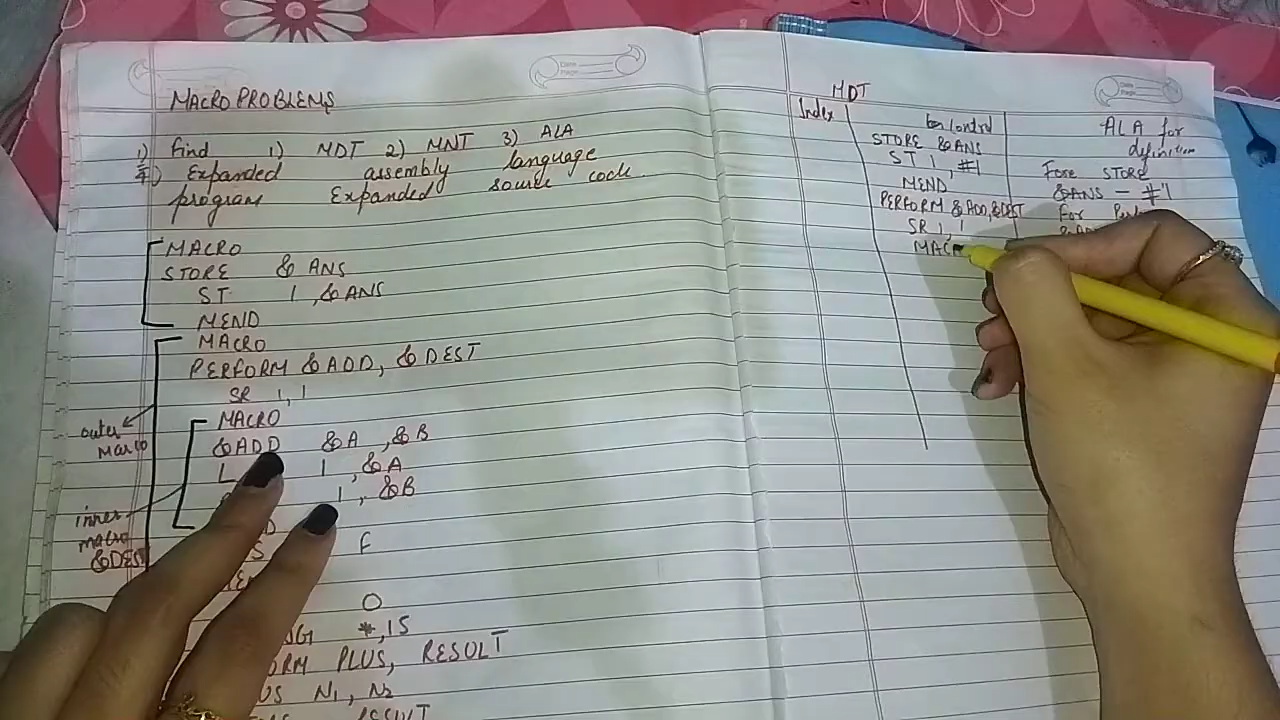 MACRO PROBLEMS
1) find 1) MDT 2) MNT 3) ALA
Expanded assembly language
program Expanded source code.
MACRO
STORE & ANS
ST 1, &ANS
MEND
MACRO
PERFORM &ADD, &DEST
SR 1, 1
MACRO
&ADD &A, &B
L 1, &A
1, &B
F
0
*, 15
PLUS, RESULT
N1, N2
outer
Macro
inner
macro
&DEST
MDT
Index
ALA for
definition
STORE &ANS
ST 1, #1
MEND
PERFORM &ADD, &DEST
SR 1, 1
MAC
Fore STORE
&ANS - #1
For